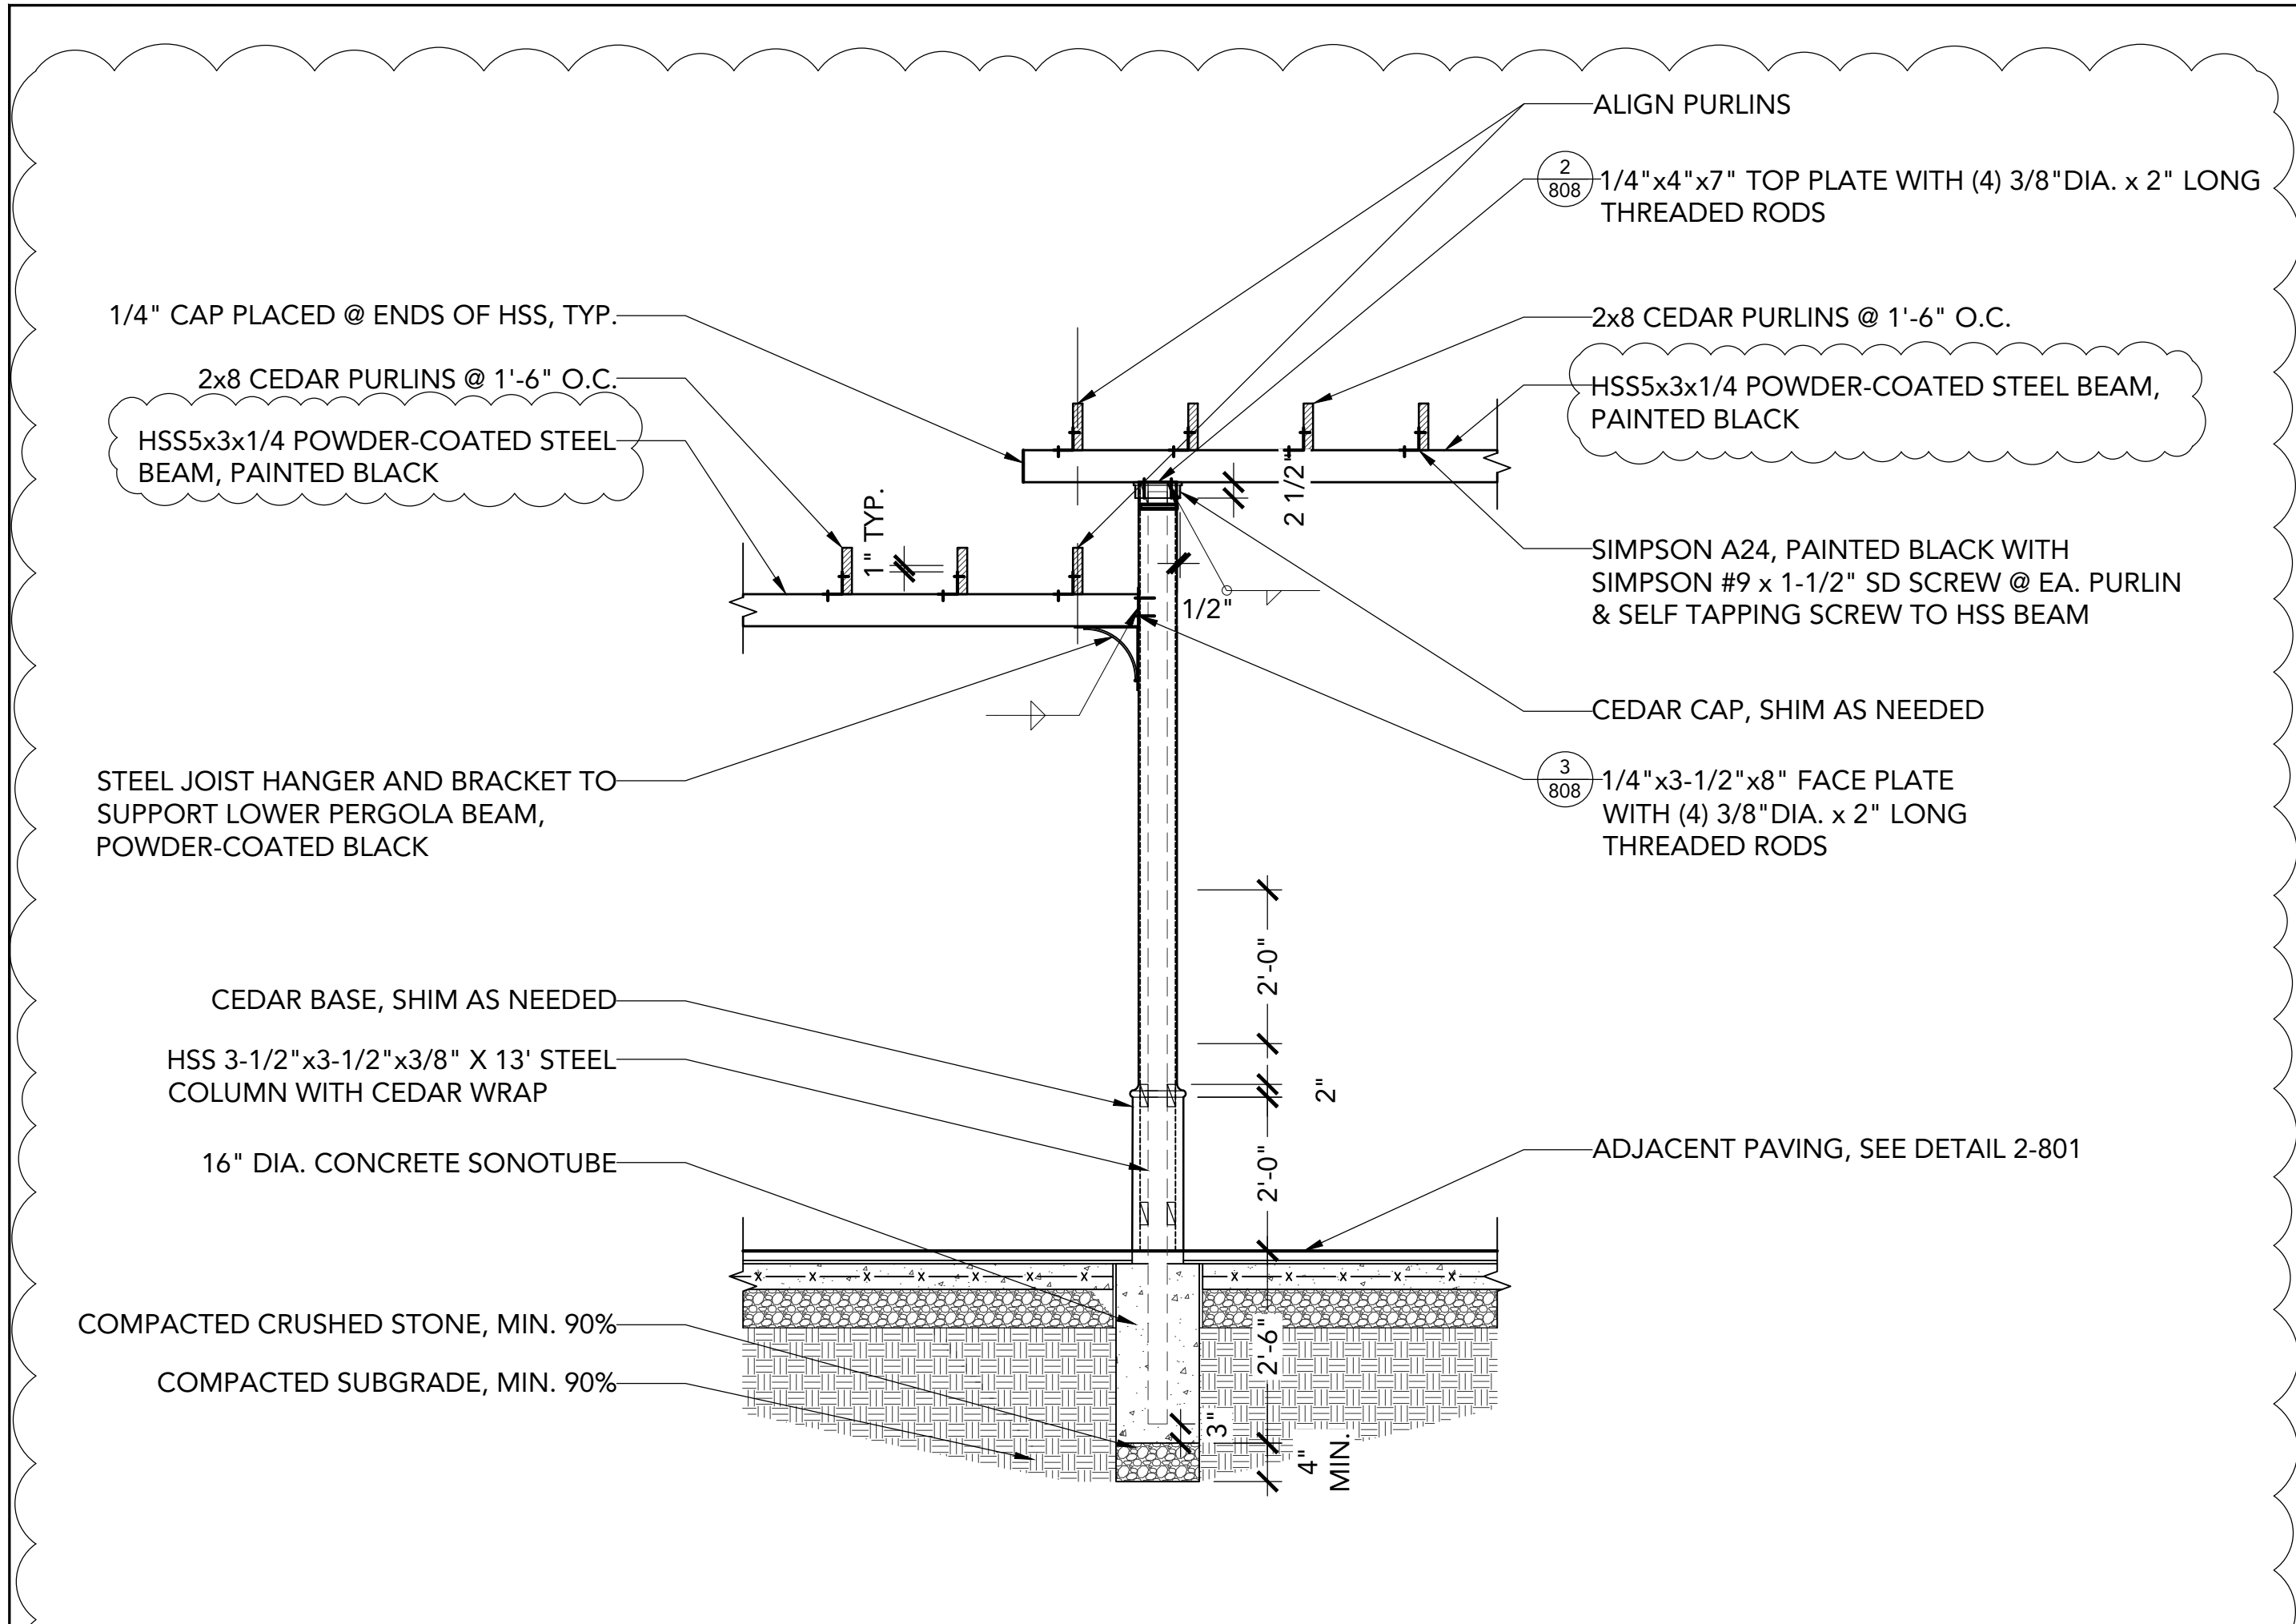 ALIGN PURLINS
2
808
1/4"x4"x7" TOP PLATE WITH (4) 3/8"DIA. x 2" LONG
THREADED RODS
1/4" CAP PLACED @ ENDS OF HSS, TYP.
2x8 CEDAR PURLINS @ 1'-6" O.C.
HSS5x3x1/4 POWDER-COATED STEEL
BEAM, PAINTED BLACK
2x8 CEDAR PURLINS @ 1'-6" O.C.
HSS5x3x1/4 POWDER-COATED STEEL BEAM,
PAINTED BLACK
2 1/2"
1" TYP.
1/2"
SIMPSON A24, PAINTED BLACK WITH
SIMPSON #9 x 1-1/2" SD SCREW @ EA. PURLIN
& SELF TAPPING SCREW TO HSS BEAM
CEDAR CAP, SHIM AS NEEDED
STEEL JOIST HANGER AND BRACKET TO
SUPPORT LOWER PERGOLA BEAM,
POWDER-COATED BLACK
3
808
1/4"x3-1/2"x8" FACE PLATE
WITH (4) 3/8"DIA. x 2" LONG
THREADED RODS
2'-0"
CEDAR BASE, SHIM AS NEEDED
HSS 3-1/2"x3-1/2"x3/8" X 13' STEEL
COLUMN WITH CEDAR WRAP
2"
16" DIA. CONCRETE SONOTUBE
2'-0"
ADJACENT PAVING, SEE DETAIL 2-801
X X X X X X X
X X X X X
COMPACTED CRUSHED STONE, MIN. 90%
2'-6"
COMPACTED SUBGRADE, MIN. 90%
3"
4"
MIN.